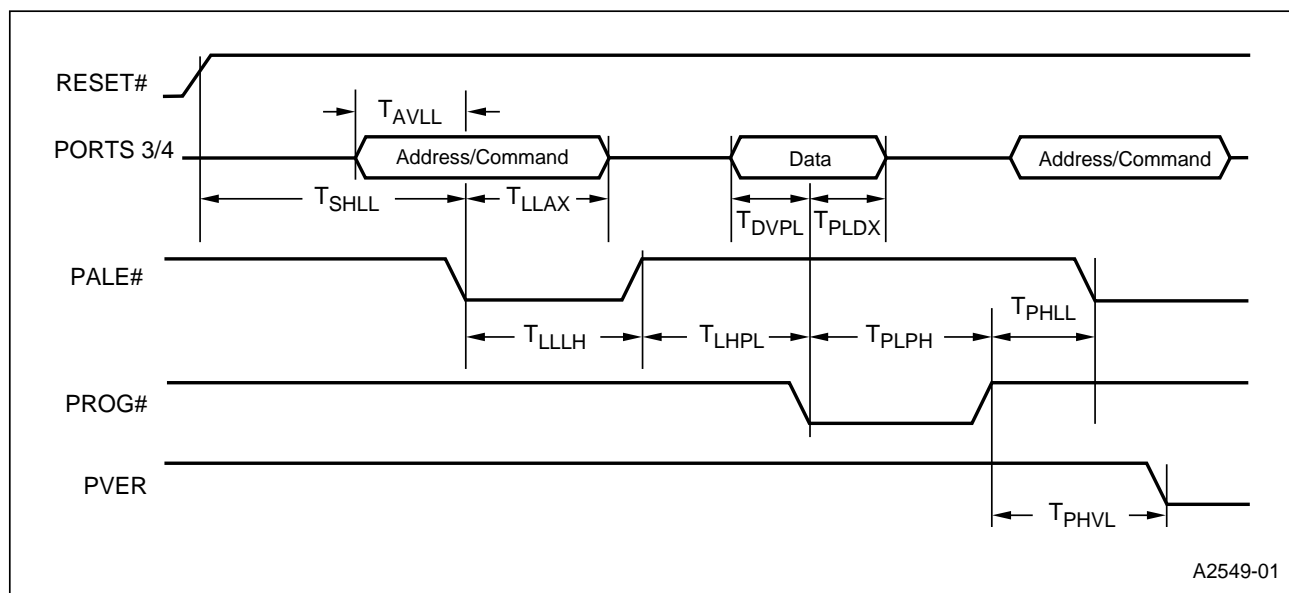 RESET#
T_AVLL
PORTS 3/4
Address/Command
Data
Address/Command
T_SHLL
T_LLAX
T_DVPL
T_PLDX
PALE#
T_PHLL
T_LLLH
T_LHPL
T_PLPH
PROG#
PVER
T_PHVL
A2549-01